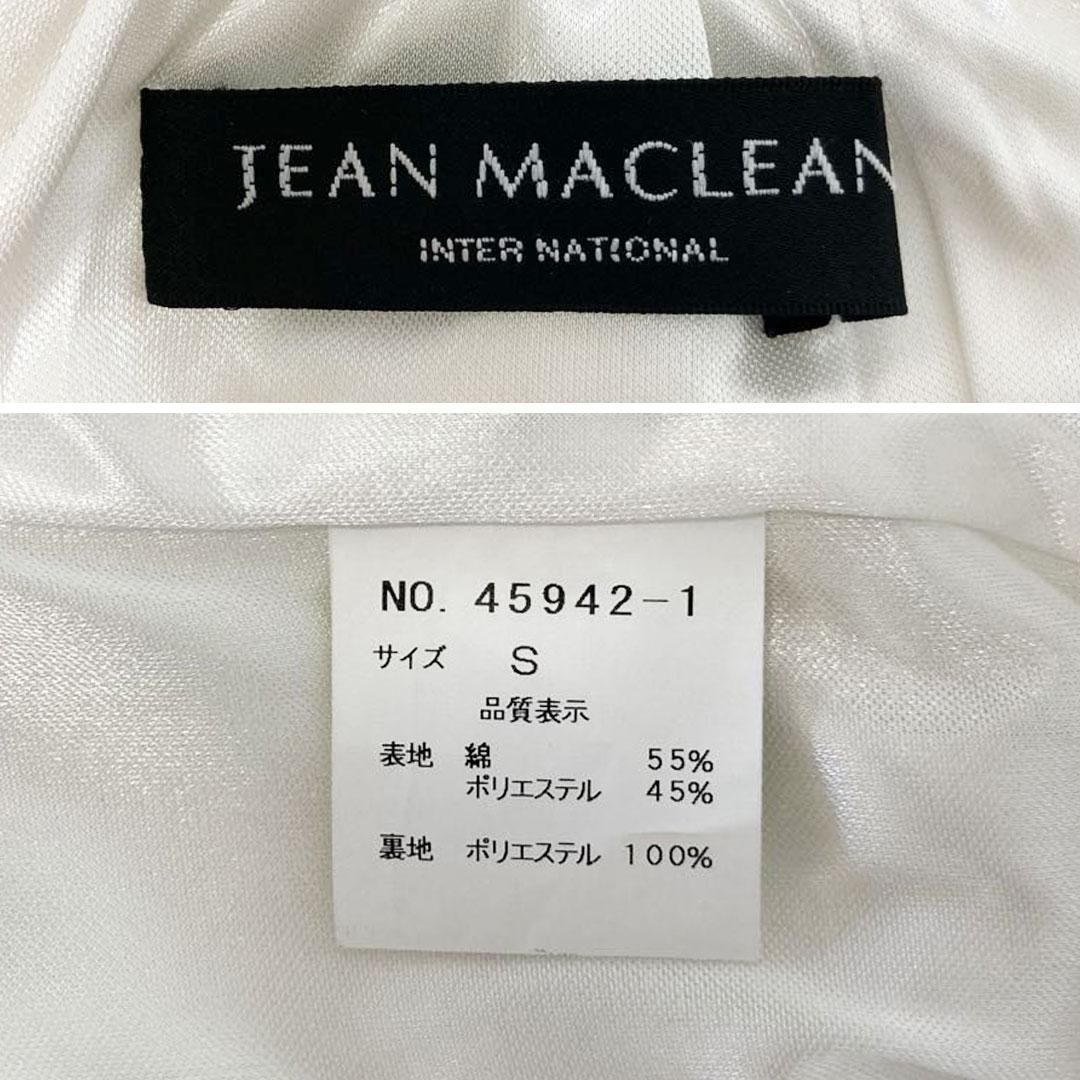 JEAN MACLEAN
INTER NATIONAL
NO. 45942-1
サイズ S
品質表示
表地 綿 55%
ポリエステル 45%
裏地 ポリエステル 100%